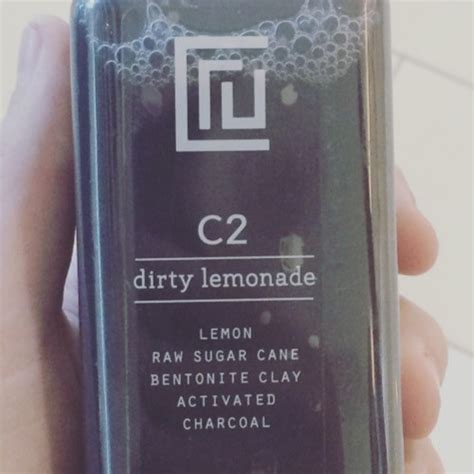 C2
dirty lemonade
LEMON
RAW SUGAR CANE
BENTONITE CLAY
ACTIVATED
CHARCOAL